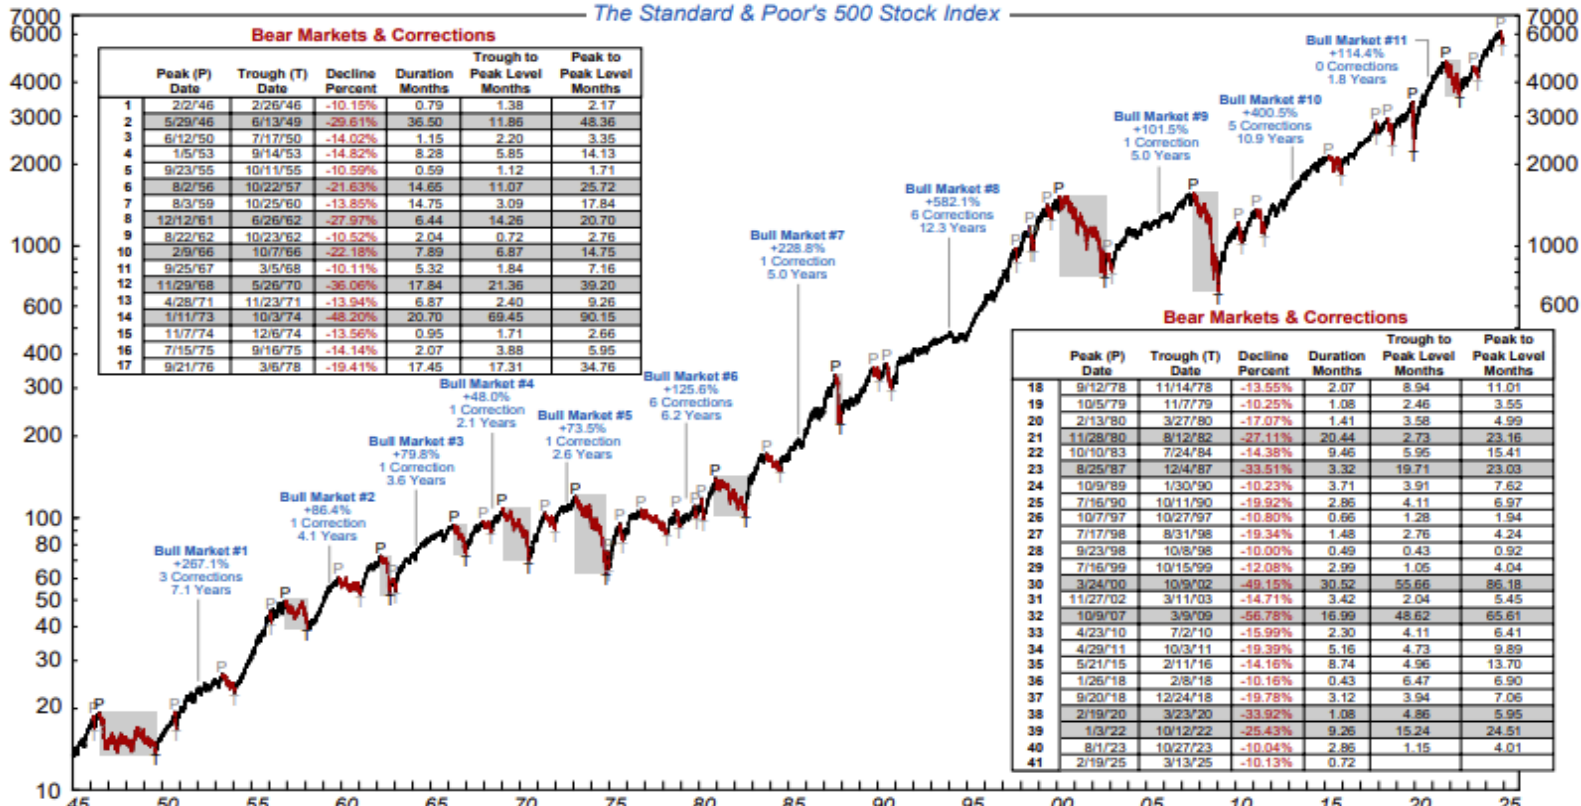 The Standard & Poor's 500 Stock Index
7000 7000
6000 6000
4000 4000
3000 3000
2000 2000
1000 1000
600 600
400 400
300 300
200 200
100
80
60
50
40
30
20
10
Bear Markets & Corrections
Peak (P) Date Trough (T) Date Decline Percent Duration Months Trough to Peak Level Months Peak to Peak Level Months
1 2/2/'46 2/26/'46 -10.15% 0.79 1.38 2.17
2 5/29/'46 6/13/'49 -29.61% 36.50 11.86 48.36
3 6/12/'50 7/17/'50 -14.02% 1.15 2.20 3.35
4 1/5/'53 9/14/'53 -14.82% 8.28 5.85 14.13
5 9/23/'55 10/11/'55 -10.59% 0.59 1.12 1.71
6 8/2/'56 10/22/'57 -21.63% 14.65 11.07 25.72
7 8/3/'59 10/25/'60 -13.85% 14.75 3.09 17.84
8 12/12/'61 6/26/'62 -27.97% 6.44 14.26 20.70
9 8/22/'62 10/23/'62 -10.52% 2.04 0.72 2.76
10 2/9/'66 10/7/'66 -22.18% 7.89 6.87 14.75
11 9/25/'67 3/5/'68 -10.11% 5.32 1.84 7.16
12 11/29/'68 5/26/'70 -36.06% 17.84 21.36 39.20
13 4/28/'71 11/23/'71 -13.94% 6.87 2.40 9.26
14 1/11/'73 10/3/'74 -48.20% 20.70 69.45 90.15
15 11/7/'74 12/6/'74 -13.56% 0.95 1.71 2.66
16 7/15/'75 9/16/'75 -14.14% 2.07 3.88 5.95
17 9/21/'76 3/6/'78 -19.41% 17.45 17.31 34.76
Bull Market #1
+267.1%
3 Corrections
7.1 Years
Bull Market #2
+86.4%
1 Correction
4.1 Years
Bull Market #3
+79.8%
1 Correction
3.6 Years
Bull Market #4
+48.0%
1 Correction
2.1 Years
Bull Market #5
+73.5%
1 Correction
2.6 Years
Bull Market #6
+125.6%
6 Corrections
6.2 Years
Bull Market #7
+228.8%
1 Correction
5.0 Years
Bull Market #8
+582.1%
6 Corrections
12.3 Years
Bull Market #9
+101.5%
1 Correction
5.0 Years
Bull Market #10
+400.5%
5 Corrections
10.9 Years
Bull Market #11
+114.4%
0 Corrections
1.8 Years
Bear Markets & Corrections
Peak (P) Date Trough (T) Date Decline Percent Duration Months Trough to Peak Level Months Peak to Peak Level Months
18 9/12/'78 11/14/'78 -13.55% 2.07 8.94 11.01
19 10/5/'79 11/7/'79 -10.25% 1.08 2.46 3.55
20 2/13/'80 3/27/'80 -17.07% 1.41 3.58 4.99
21 11/28/'80 8/12/'82 -27.11% 20.44 2.73 23.16
22 10/10/'83 7/24/'84 -14.38% 9.46 5.95 15.41
23 8/25/'87 12/4/'87 -33.51% 3.32 19.71 23.03
24 10/9/'89 1/30/'90 -10.23% 3.71 3.91 7.62
25 7/16/'90 10/11/'90 -19.92% 2.86 4.11 6.97
26 10/7/'97 10/27/'97 -10.80% 0.66 1.28 1.94
27 7/17/'98 8/31/'98 -19.34% 1.48 2.76 4.24
28 9/23/'98 10/8/'98 -10.00% 0.49 0.43 0.92
29 7/16/'99 10/15/'99 -12.08% 2.99 1.05 4.04
30 3/24/'00 10/9/'02 -49.15% 30.52 55.66 86.18
31 11/27/'02 3/11/'03 -14.71% 3.42 2.04 5.45
32 10/9/'07 3/9/'09 -56.78% 16.99 48.62 65.61
33 4/23/'10 7/2/'10 -15.99% 2.30 4.11 6.41
34 4/29/'11 10/3/'11 -19.39% 5.16 4.73 9.89
35 5/21/'15 2/11/'16 -14.16% 8.74 4.96 13.70
36 1/26/'18 2/8/'18 -10.16% 0.43 6.47 6.90
37 9/20/'18 12/24/'18 -19.78% 3.12 3.94 7.06
38 2/19/'20 3/23/'20 -33.92% 1.08 4.86 5.95
39 1/3/'22 10/12/'22 -25.43% 9.26 15.24 24.51
40 8/1/'23 10/27/'23 -10.04% 2.86 1.15 4.01
41 2/19/'25 3/13/'25 -10.13% 0.72
45 50 55 60 65 70 75 80 85 90 95 00 05 10 15 20 25